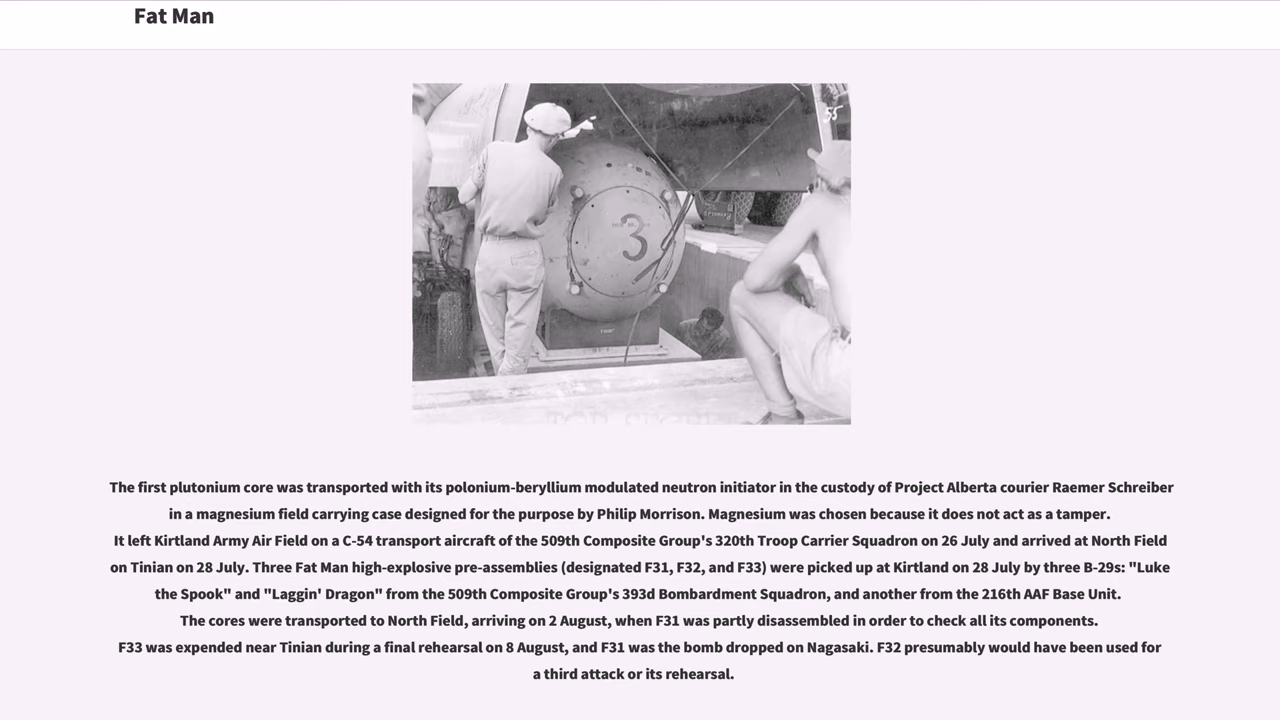 Fat Man
55
3
TOP SECRET
The first plutonium core was transported with its polonium-beryllium modulated neutron initiator in the custody of Project Alberta courier Raemer Schreiber
in a magnesium field carrying case designed for the purpose by Philip Morrison. Magnesium was chosen because it does not act as a tamper.
It left Kirtland Army Air Field on a C-54 transport aircraft of the 509th Composite Group's 320th Troop Carrier Squadron on 26 July and arrived at North Field
on Tinian on 28 July. Three Fat Man high-explosive pre-assemblies (designated F31, F32, and F33) were picked up at Kirtland on 28 July by three B-29s: "Luke
the Spook" and "Laggin' Dragon" from the 509th Composite Group's 393d Bombardment Squadron, and another from the 216th AAF Base Unit.
The cores were transported to North Field, arriving on 2 August, when F31 was partly disassembled in order to check all its components.
F33 was expended near Tinian during a final rehearsal on 8 August, and F31 was the bomb dropped on Nagasaki. F32 presumably would have been used for
a third attack or its rehearsal.